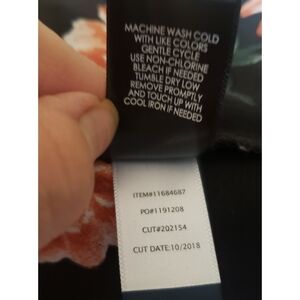 MACHINE WASH COLD
WITH LIKE COLORS
GENTLE CYCLE
USE NON-CHLORINE
BLEACH IF NEEDED
TUMBLE DRY LOW
REMOVE PROMPTLY
AND TOUCH UP WITH
COOL IRON IF NEEDED
ITEM#11684687
PO#1191208
CUT#202154
CUT DATE:10/2018